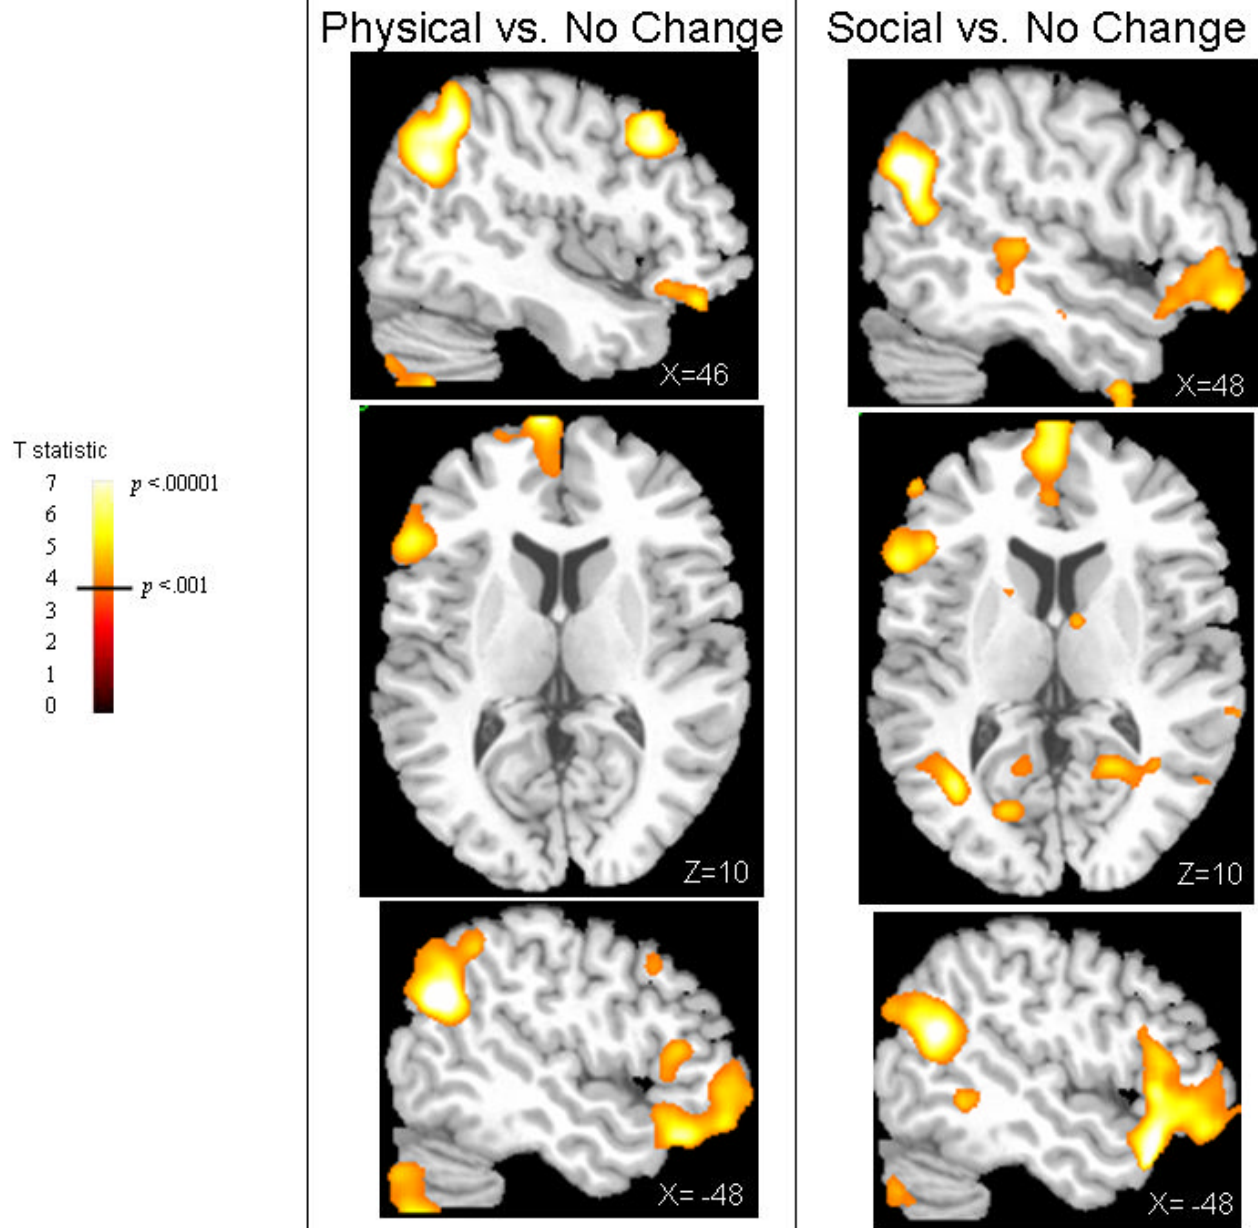 Physical vs. No Change
Social vs. No Change
X=46
X=48
T statistic
7
p <.00001
6
5
4
p <.001
3
2
1
0
Z=10
Z=10
X= -48
X= -48